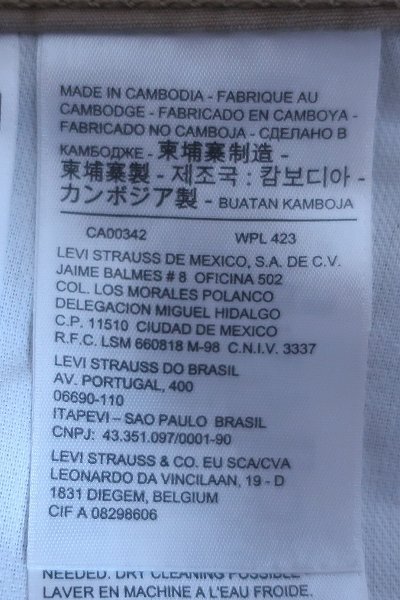 MADE IN CAMBODIA - FABRIQUE AU
CAMBODGE - FABRICADO EN CAMBOYA -
FABRICADO NO CAMBOJA - СДЕЛАНО В
КАМБОДЖЕ - 柬埔寨制造 -
柬埔寨製 - 제조국 : 캄보디아 -
カンボジア製 - BUATAN KAMBOJA
CA00342 WPL 423
LEVI STRAUSS DE MEXICO, S.A. DE C.V.
JAIME BALMES # 8 OFICINA 502
COL. LOS MORALES POLANCO
DELEGACION MIGUEL HIDALGO
C.P. 11510 CIUDAD DE MEXICO
R.F.C. LSM 660818 M-98 C.N.I.V. 3337
LEVI STRAUSS DO BRASIL
AV. PORTUGAL, 400
06690-110
ITAPEVI – SAO PAULO BRASIL
CNPJ: 43.351.097/0001-90
LEVI STRAUSS & CO. EU SCA/CVA
LEONARDO DA VINCILAAN, 19 - D
1831 DIEGEM, BELGIUM
CIF A 08298606
NEEDED. DRY CLEANING POSSIBLE
LAVER EN MACHINE A L'EAU FROIDE.